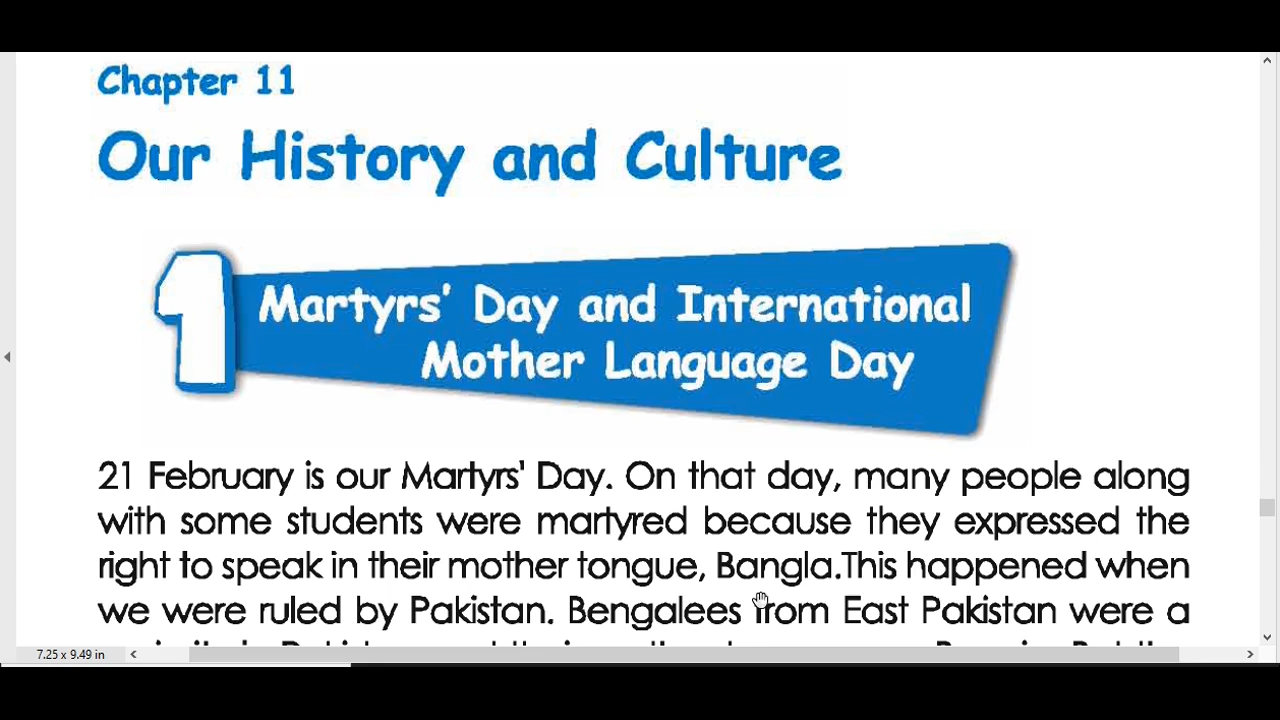 Chapter 11
Our History and Culture
1
Martyrs' Day and International
Mother Language Day
21 February is our Martyrs' Day. On that day, many people along
with some students were martyred because they expressed the
right to speak in their mother tongue, Bangla.This happened when
we were ruled by Pakistan. Bengalees from East Pakistan were a
7.25 x 9.49 in